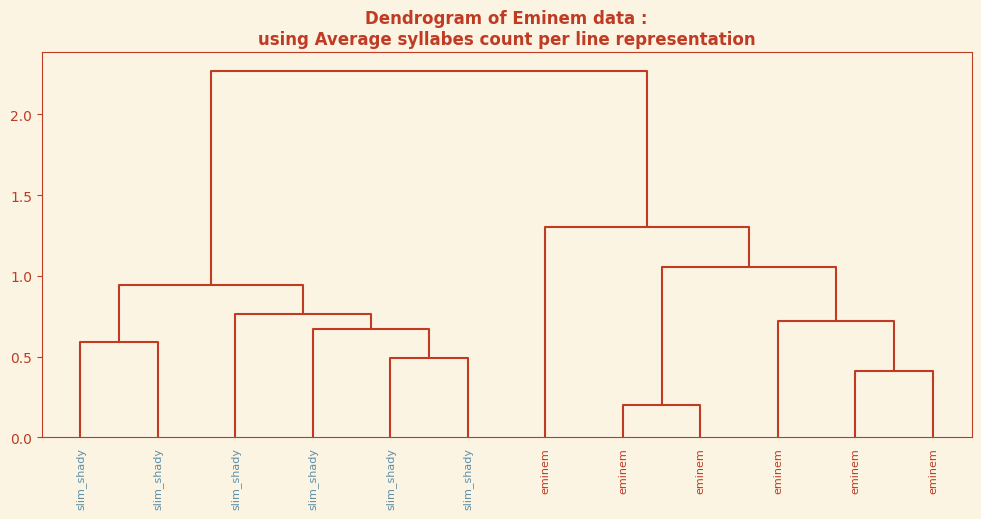 Dendrogram of Eminem data :
using Average syllabes count per line representation
2.0
1.5
1.0
0.5
0.0
slim_shady
slim_shady
slim_shady
slim_shady
slim_shady
slim_shady
eminem
eminem
eminem
eminem
eminem
eminem